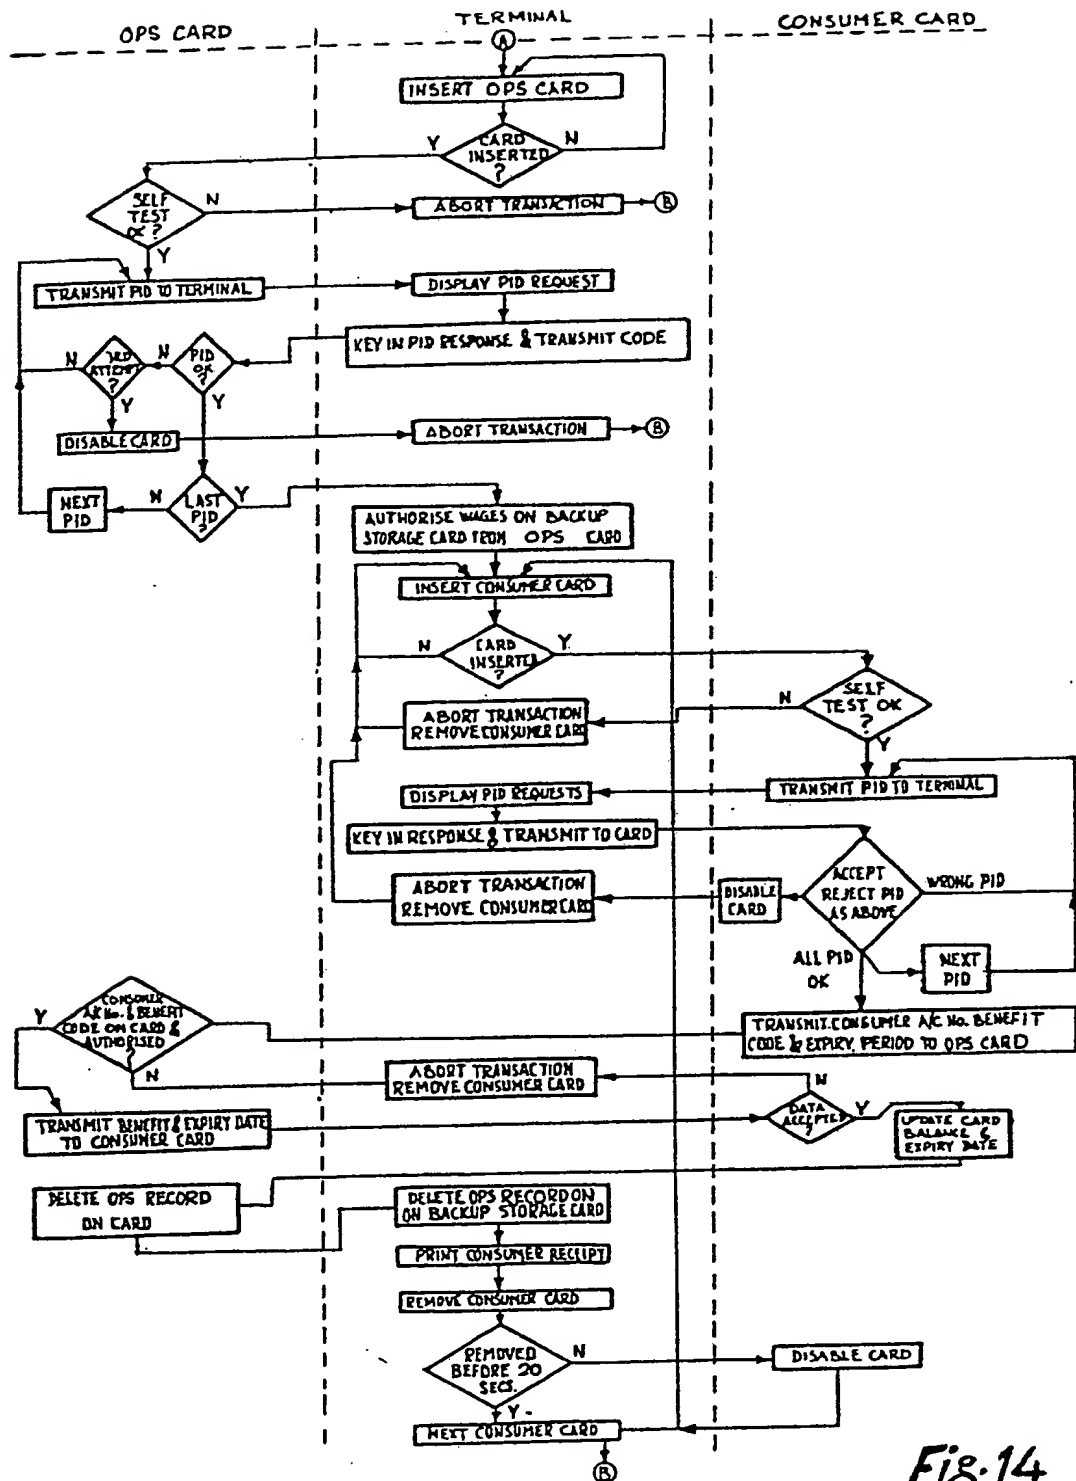 OPS CARD
TERMINAL
CONSUMER CARD
A
INSERT OPS CARD
CARD
INSERTED
?
Y
N
SELF
TEST
OK?
N
Y
ABORT TRANSACTION
B
TRANSMIT PID TO TERMINAL
DISPLAY PID REQUEST
KEY IN PID RESPONSE & TRANSMIT CODE
N
3RD
ATTEMPT
?
N
PID
OK
?
Y
Y
DISABLE CARD
ABORT TRANSACTION
B
NEXT
PID
N
LAST
PID
?
Y
AUTHORISE WAGES ON BACKUP
STORAGE CARD FROM OPS CARD
INSERT CONSUMER CARD
N
CARD
INSERTED
?
Y
N
SELF
TEST OK
?
Y
ABORT TRANSACTION
REMOVE CONSUMER CARD
DISPLAY PID REQUESTS
TRANSMIT PID TO TERMINAL
KEY IN RESPONSE & TRANSMIT TO CARD
ACCEPT
REJECT PID
AS ABOVE
WRONG PID
ABORT TRANSACTION
REMOVE CONSUMER CARD
DISABLE
CARD
ALL PID
OK
NEXT
PID
Y
CONSUMER
A/C No. & BENEFIT
CODE ON CARD &
AUTHORISED
?
N
TRANSMIT CONSUMER A/C No. BENEFIT
CODE & EXPIRY, PERIOD TO OPS CARD
ABORT TRANSACTION
REMOVE CONSUMER CARD
N
TRANSMIT BENEFIT & EXPIRY DATE
TO CONSUMER CARD
DATA
ACCEPTED
?
Y
UPDATE CARD
BALANCE &
EXPIRY DATE
DELETE OPS RECORD
ON CARD
DELETE OPS RECORD ON
ON BACKUP STORAGE CARD
PRINT CONSUMER RECEIPT
REMOVE CONSUMER CARD
REMOVED
BEFORE 20
SECS.
N
Y
DISABLE CARD
NEXT CONSUMER CARD
B
Fig.14